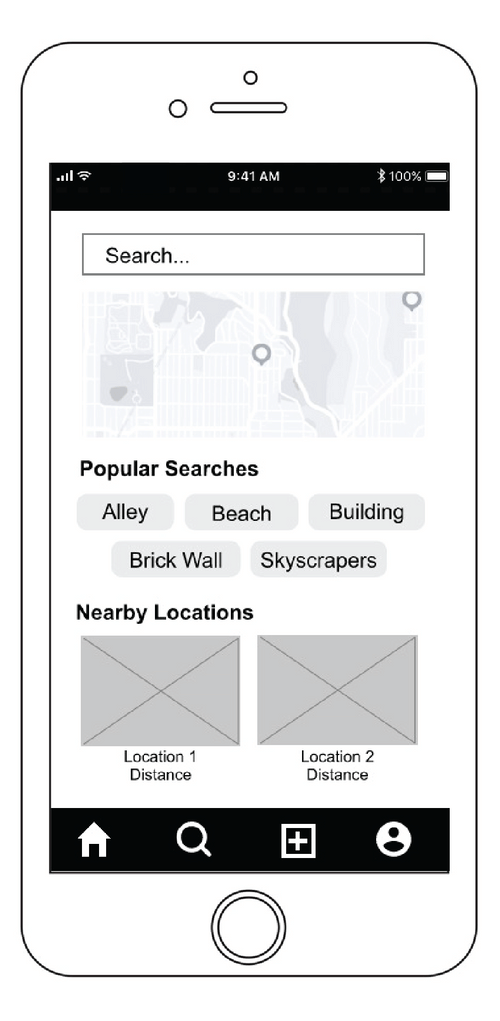 9:41 AM 100%
Search...
Popular Searches
Alley Beach Building
Brick Wall Skyscrapers
Nearby Locations
Location 1 Location 2
Distance Distance